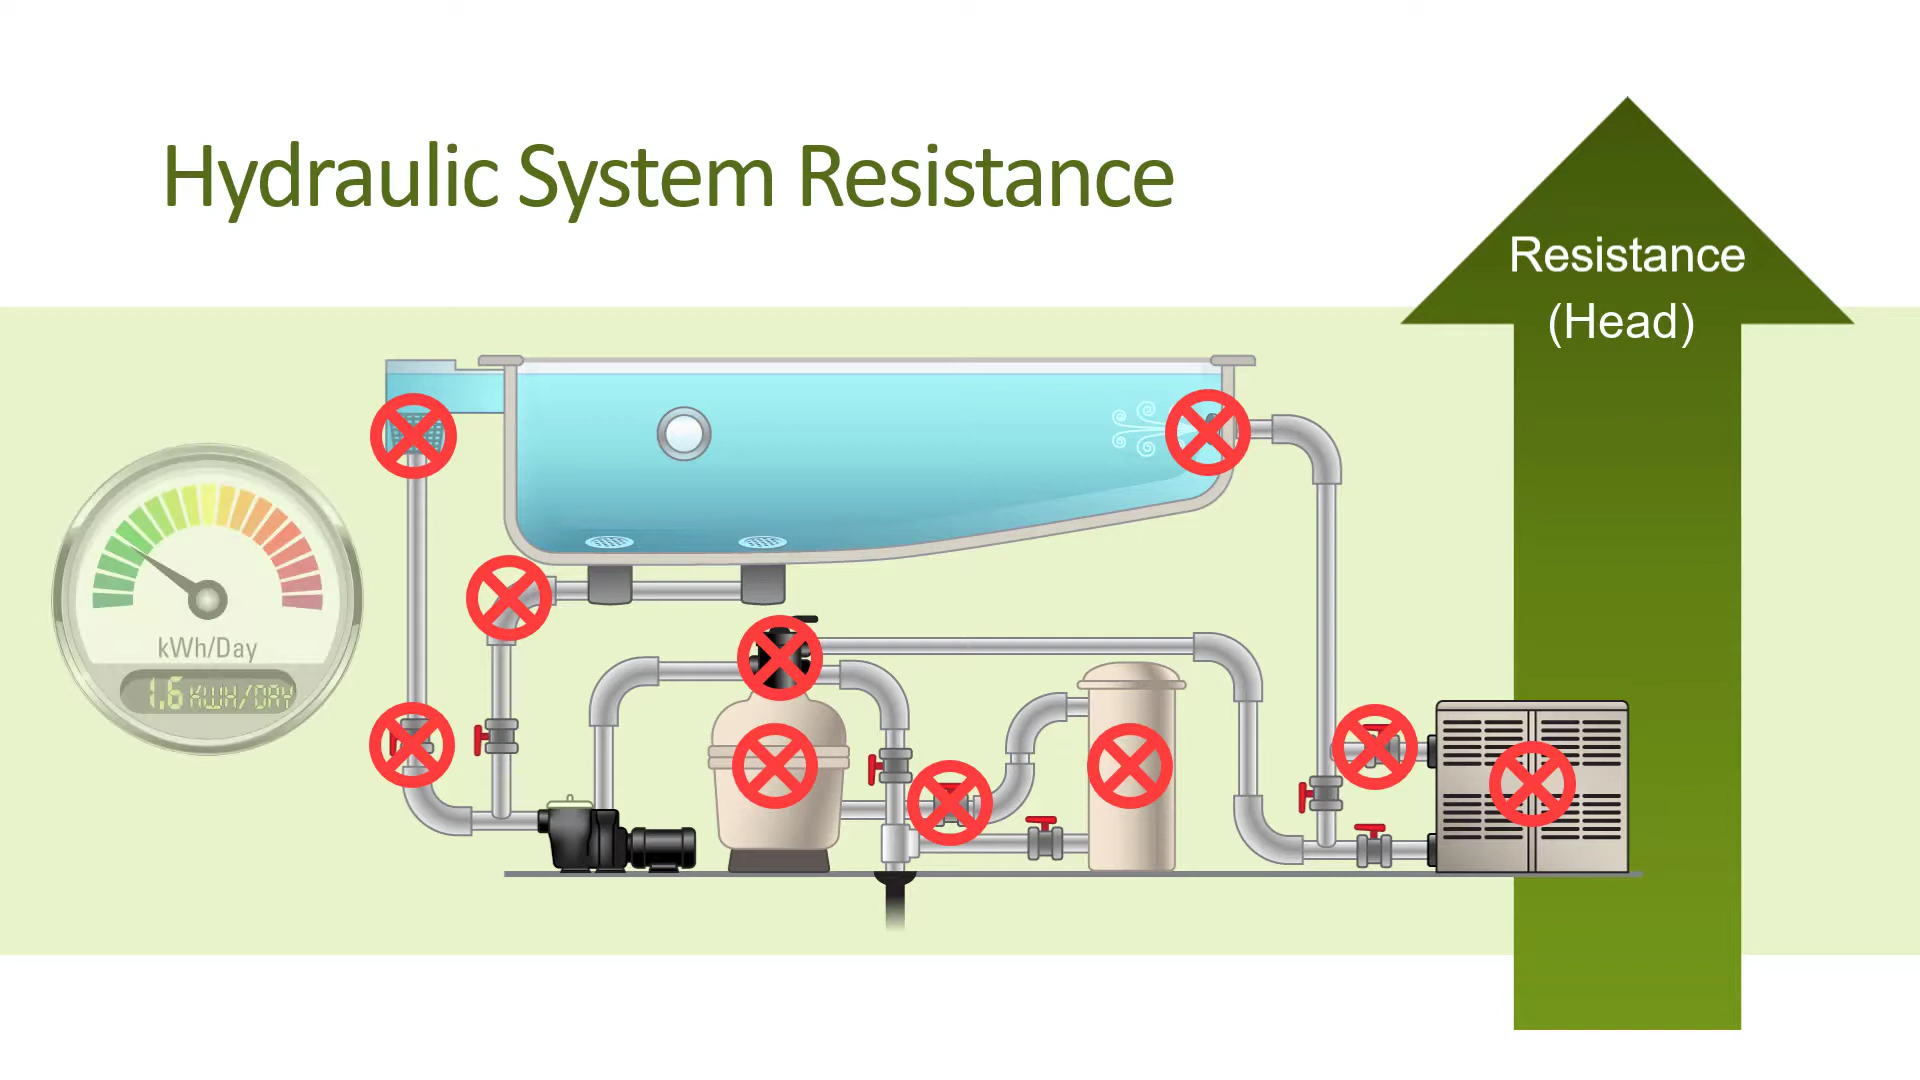 Hydraulic System Resistance
Resistance
(Head)
kWh/Day
1.6 KWH/DAY